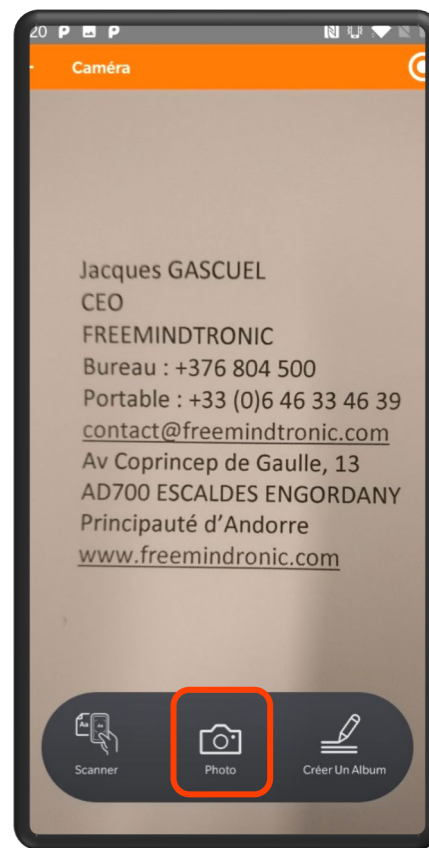 20 P P N
Caméra
Jacques GASCUEL
CEO
FREEMINDTRONIC
Bureau : +376 804 500
Portable : +33 (0)6 46 33 46 39
contact@freemindtronic.com
Av Coprincep de Gaulle, 13
AD700 ESCALDES ENGORDANY
Principauté d’Andorre
www.freemindronic.com
Aa
Scanner
Photo
Créer Un Album